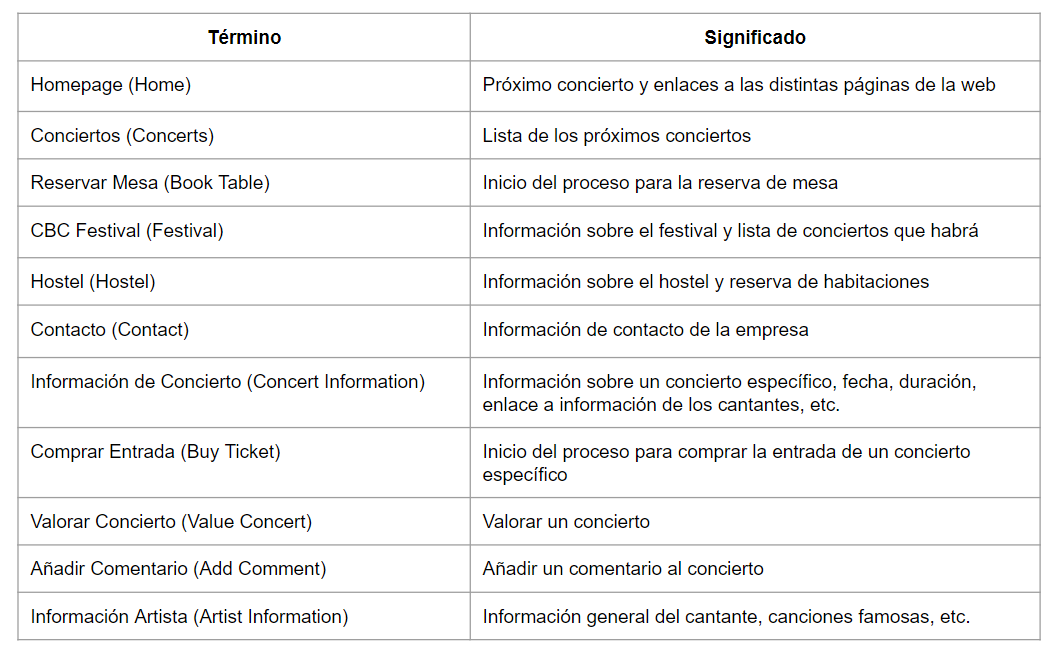 Término Significado
Homepage (Home) Próximo concierto y enlaces a las distintas páginas de la web
Conciertos (Concerts) Lista de los próximos conciertos
Reservar Mesa (Book Table) Inicio del proceso para la reserva de mesa
CBC Festival (Festival) Información sobre el festival y lista de conciertos que habrá
Hostel (Hostel) Información sobre el hostel y reserva de habitaciones
Contacto (Contact) Información de contacto de la empresa
Información de Concierto (Concert Information) Información sobre un concierto específico, fecha, duración,
enlace a información de los cantantes, etc.
Comprar Entrada (Buy Ticket) Inicio del proceso para comprar la entrada de un concierto
específico
Valorar Concierto (Value Concert) Valorar un concierto
Añadir Comentario (Add Comment) Añadir un comentario al concierto
Información Artista (Artist Information) Información general del cantante, canciones famosas, etc.